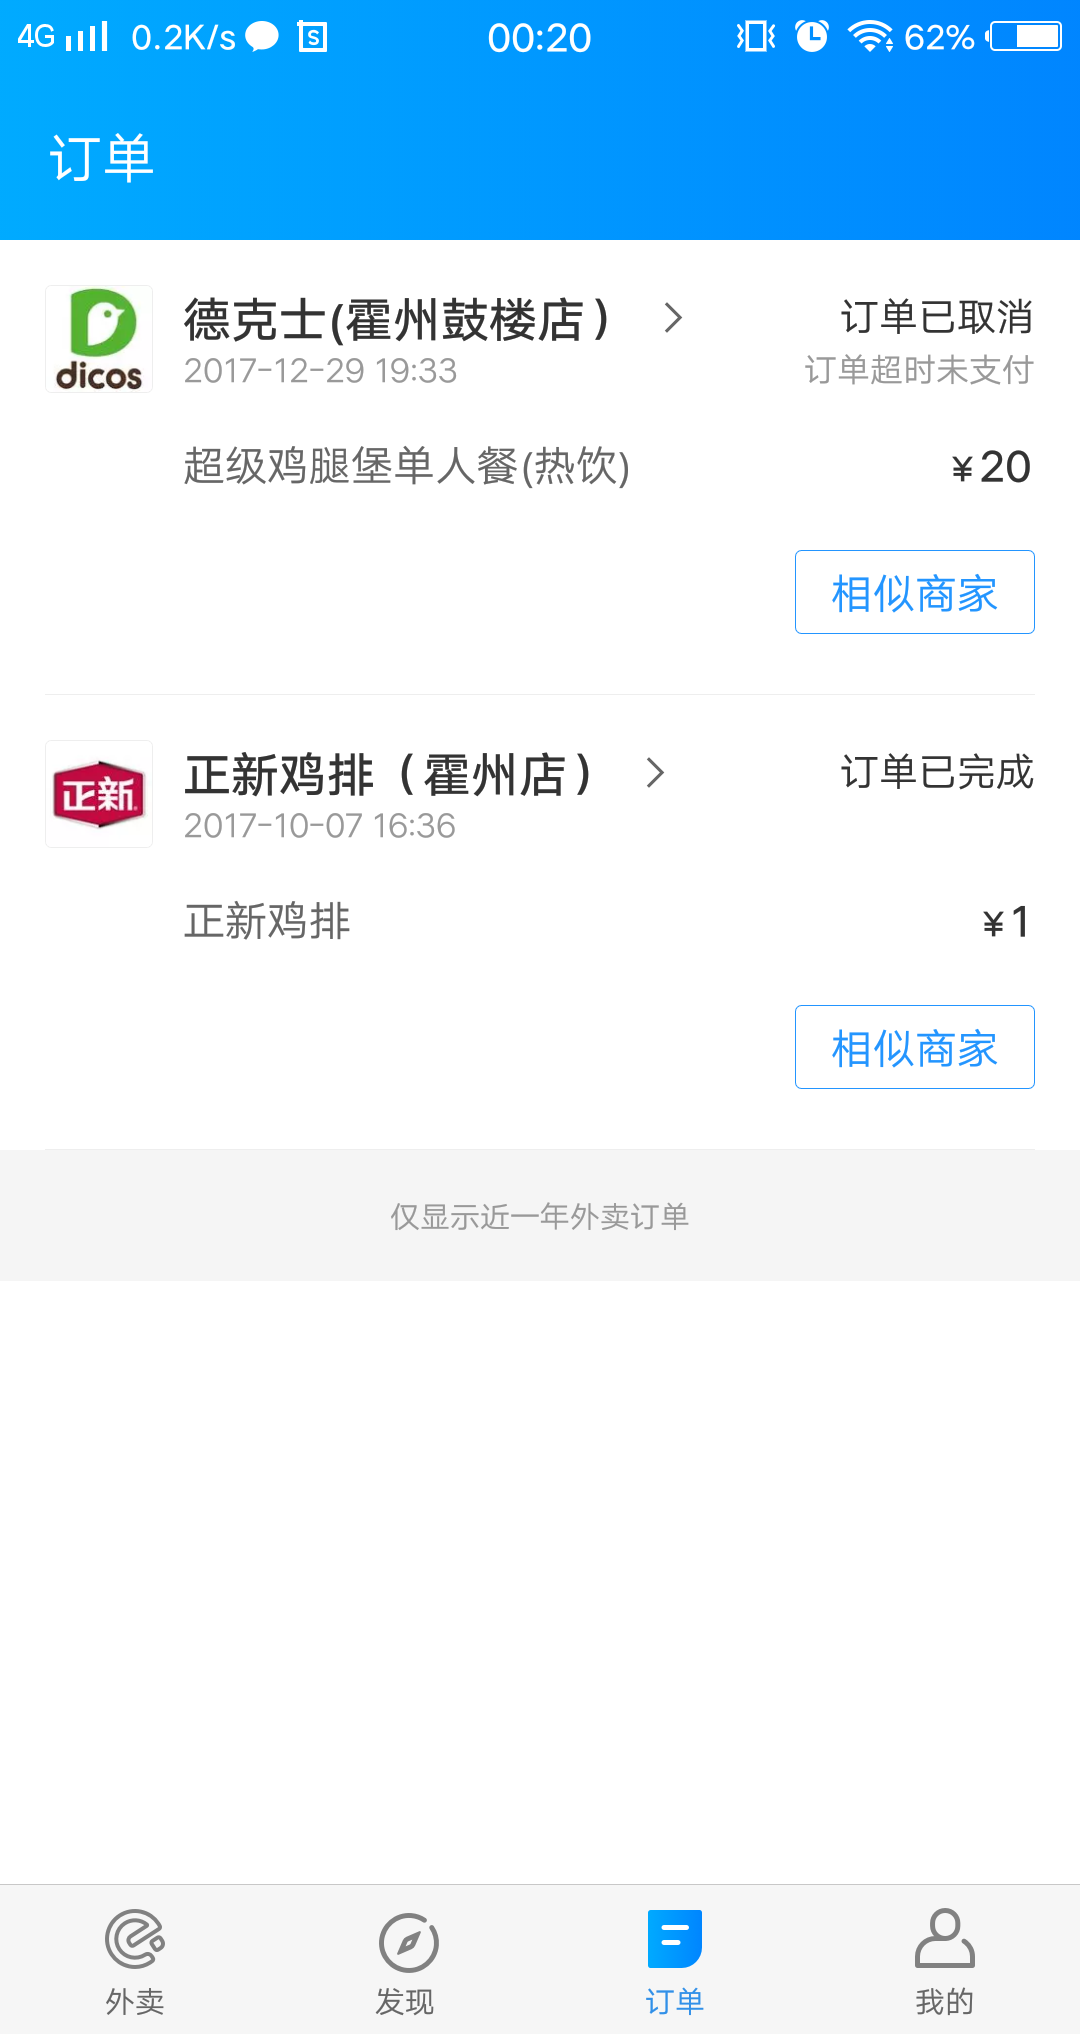 4G 0.2K/s S 00:20 62%
订单
dicos
德克士(霍州鼓楼店） 订单已取消
2017-12-29 19:33 订单超时未支付
超级鸡腿堡单人餐(热饮) ¥20
相似商家
正新
正新鸡排（霍州店） 订单已完成
2017-10-07 16:36
正新鸡排 ¥1
相似商家
仅显示近一年外卖订单
外卖 发现 订单 我的